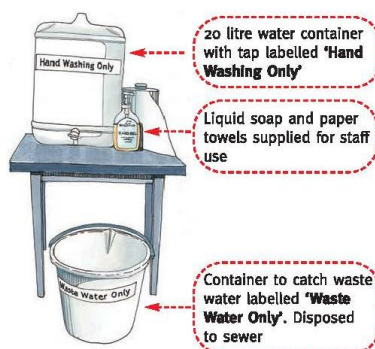 20 litre water container
with tap labelled 'Hand
Washing Only'
Hand Washing Only
Liquid soap and paper
towels supplied for staff
use
Container to catch waste
water labelled 'Waste
Water Only'. Disposed
to sewer
Waste Water Only